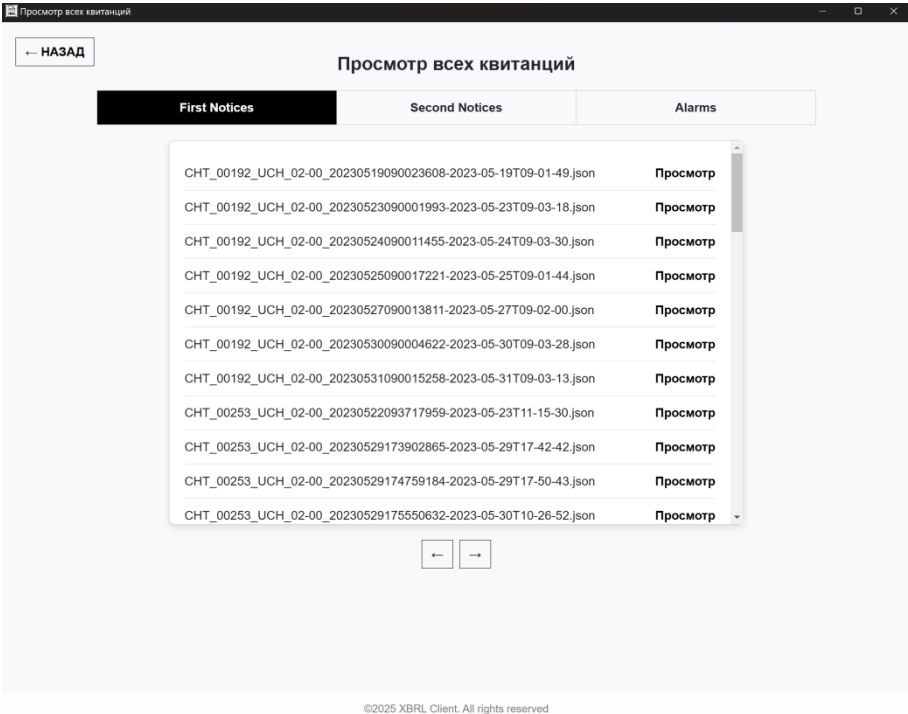 Просмотр всех квитанций
← НАЗАД
Просмотр всех квитанций
First Notices Second Notices Alarms
CHT_00192_UCH_02-00_20230519090023608-2023-05-19T09-01-49.json Просмотр
CHT_00192_UCH_02-00_20230523090001993-2023-05-23T09-03-18.json Просмотр
CHT_00192_UCH_02-00_20230524090011455-2023-05-24T09-03-30.json Просмотр
CHT_00192_UCH_02-00_20230525090017221-2023-05-25T09-01-44.json Просмотр
CHT_00192_UCH_02-00_20230527090013811-2023-05-27T09-02-00.json Просмотр
CHT_00192_UCH_02-00_20230530090004622-2023-05-30T09-03-28.json Просмотр
CHT_00192_UCH_02-00_20230531090015258-2023-05-31T09-03-13.json Просмотр
CHT_00253_UCH_02-00_20230522093717959-2023-05-23T11-15-30.json Просмотр
CHT_00253_UCH_02-00_20230529173902865-2023-05-29T17-42-42.json Просмотр
CHT_00253_UCH_02-00_20230529174759184-2023-05-29T17-50-43.json Просмотр
CHT_00253_UCH_02-00_20230529175550632-2023-05-30T10-26-52.json Просмотр
← →
©2025 XBRL Client. All rights reserved